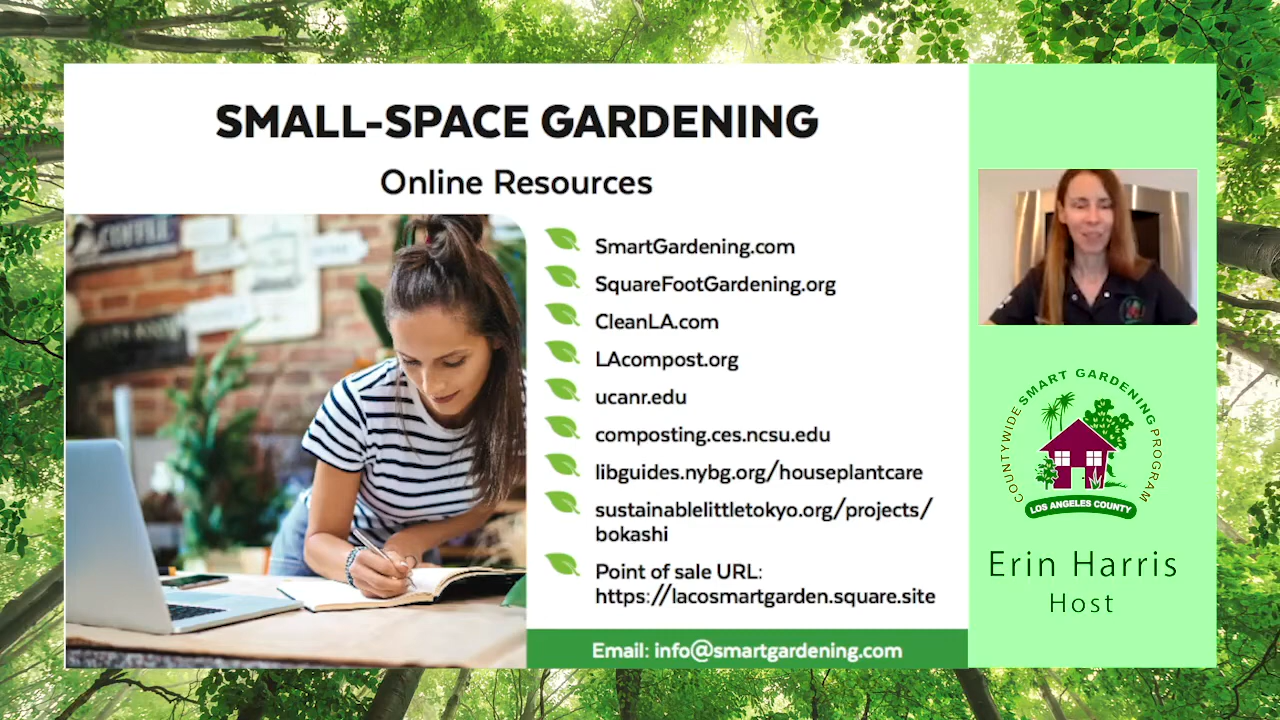 SMALL-SPACE GARDENING
Online Resources
SmartGardening.com
SquareFootGardening.org
CleanLA.com
LAcompost.org
ucanr.edu
composting.ces.ncsu.edu
libguides.nybg.org/houseplantcare
sustainablelittletokyo.org/projects/
bokashi
Point of sale URL:
https://lacosmartgarden.square.site
Email: info@smartgardening.com
COUNTYWIDE SMART GARDENING PROGRAM
LOS ANGELES COUNTY
Erin Harris
Host